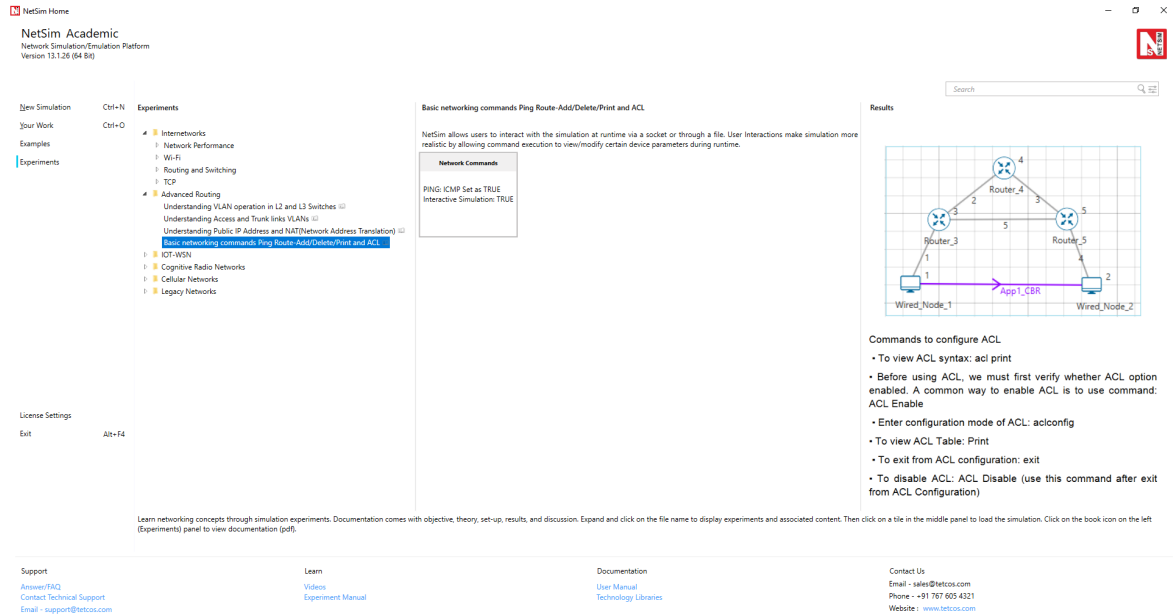 NetSim Home
NetSim Academic
Network Simulation/Emulation Platform
Version 13.1.26 (64 Bit)
NETSIM
Search
New Simulation Ctrl+N
Your Work Ctrl+O
Examples
Experiments
License Settings
Exit Alt+F4
Experiments
Internetworks
Network Performance
Wi-Fi
Routing and Switching
TCP
Advanced Routing
Understanding VLAN operation in L2 and L3 Switches
Understanding Access and Trunk links VLANs
Understanding Public IP Address and NAT(Network Address Translation)
Basic networking commands Ping Route-Add/Delete/Print and ACL
IOT-WSN
Cognitive Radio Networks
Cellular Networks
Legacy Networks
Basic networking commands Ping Route-Add/Delete/Print and ACL
NetSim allows users to interact with the simulation at runtime via a socket or through a file. User Interactions make simulation more
realistic by allowing command execution to view/modify certain device parameters during runtime.
Network Commands
PING: ICMP Set as TRUE
Interactive Simulation: TRUE
Results
4
Router_4
2 3
3 5
5
Router_3 Router_5
1 4
1 2
App1_CBR
Wired_Node_1 Wired_Node_2
Commands to configure ACL
• To view ACL syntax: acl print
• Before using ACL, we must first verify whether ACL option
enabled. A common way to enable ACL is to use command:
ACL Enable
• Enter configuration mode of ACL: aclconfig
• To view ACL Table: Print
• To exit from ACL configuration: exit
• To disable ACL: ACL Disable (use this command after exit
from ACL Configuration)
Learn networking concepts through simulation experiments. Documentation comes with objective, theory, set-up, results, and discussion. Expand and click on the file name to display experiments and associated content. Then click on a tile in the middle panel to load the simulation. Click on the book icon on the left
(Experiments) panel to view documentation (pdf).
Support
Answer/FAQ
Contact Technical Support
Email - support@tetcos.com
Learn
Videos
Experiment Manual
Documentation
User Manual
Technology Libraries
Contact Us
Email - sales@tetcos.com
Phone - +91 767 605 4321
Website : www.tetcos.com